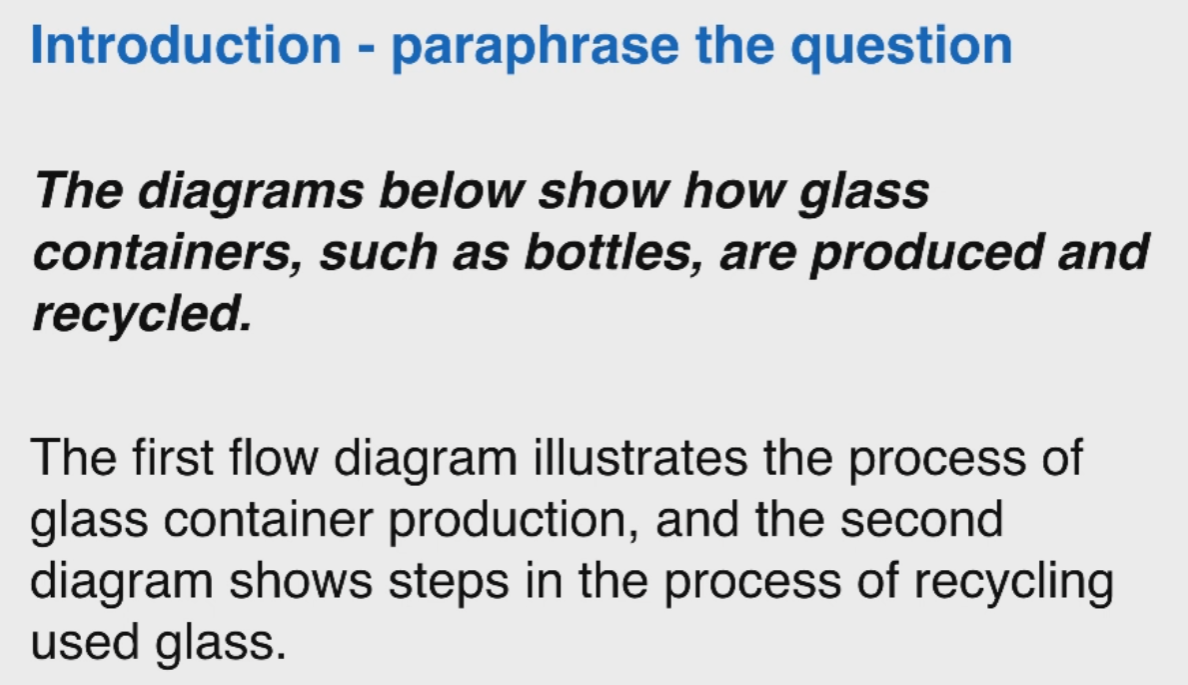 Introduction - paraphrase the question
The diagrams below show how glass
containers, such as bottles, are produced and
recycled.
The first flow diagram illustrates the process of
glass container production, and the second
diagram shows steps in the process of recycling
used glass.